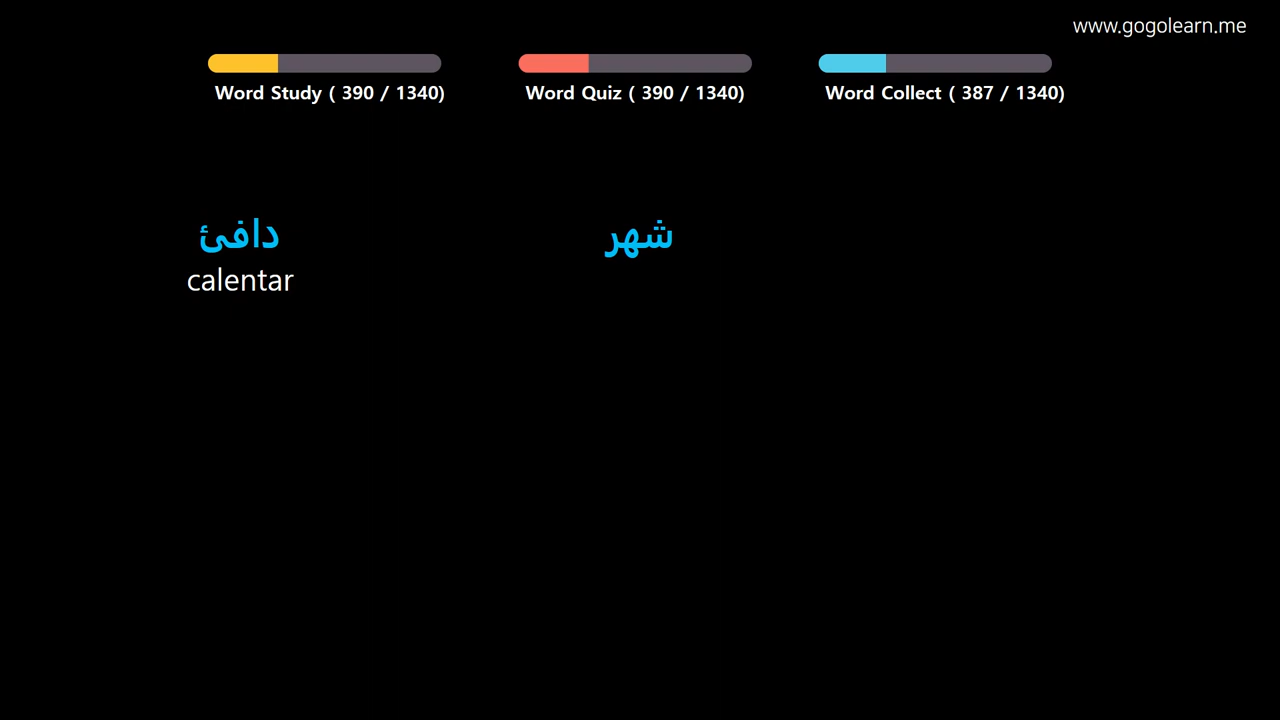 www.gogolearn.me
Word Study ( 390 / 1340)
Word Quiz ( 390 / 1340)
Word Collect ( 387 / 1340)
دافئ
calentar
شهر